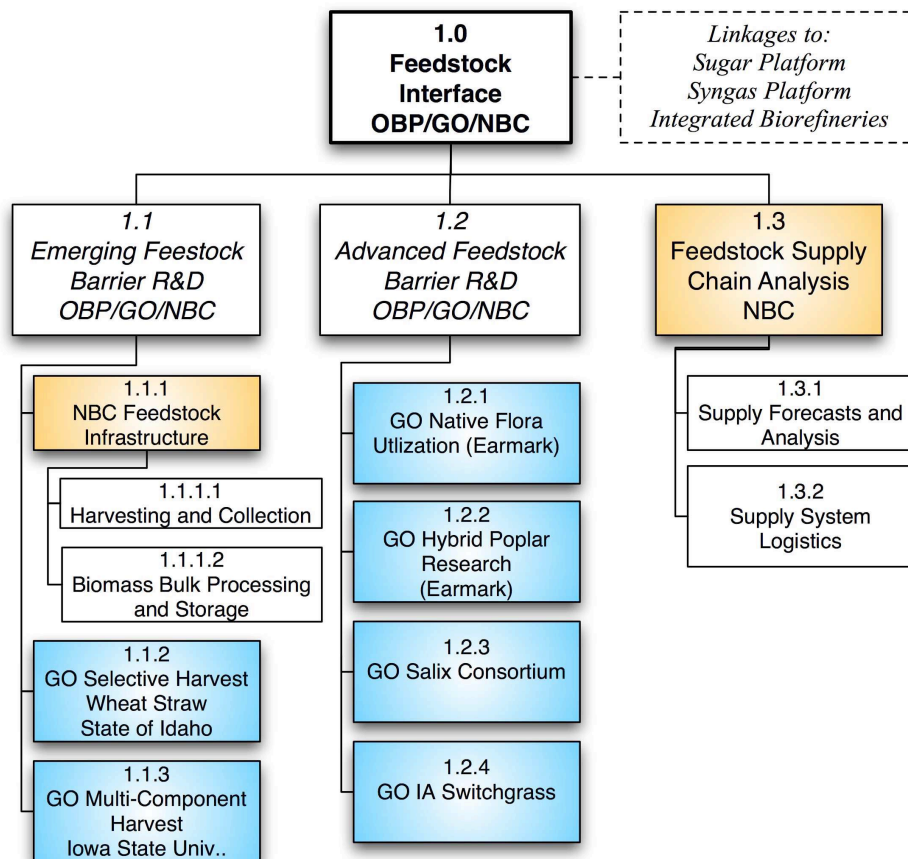 1.0
Feedstock
Interface
OBP/GO/NBC
Linkages to:
Sugar Platform
Syngas Platform
Integrated Biorefineries
1.1
Emerging Feestock
Barrier R&D
OBP/GO/NBC
1.1.1
NBC Feedstock
Infrastructure
1.1.1.1
Harvesting and Collection
1.1.1.2
Biomass Bulk Processing
and Storage
1.1.2
GO Selective Harvest
Wheat Straw
State of Idaho
1.1.3
GO Multi-Component
Harvest
Iowa State Univ..
1.2
Advanced Feedstock
Barrier R&D
OBP/GO/NBC
1.2.1
GO Native Flora
Utlization (Earmark)
1.2.2
GO Hybrid Poplar
Research
(Earmark)
1.2.3
GO Salix Consortium
1.2.4
GO IA Switchgrass
1.3
Feedstock Supply
Chain Analysis
NBC
1.3.1
Supply Forecasts and
Analysis
1.3.2
Supply System
Logistics